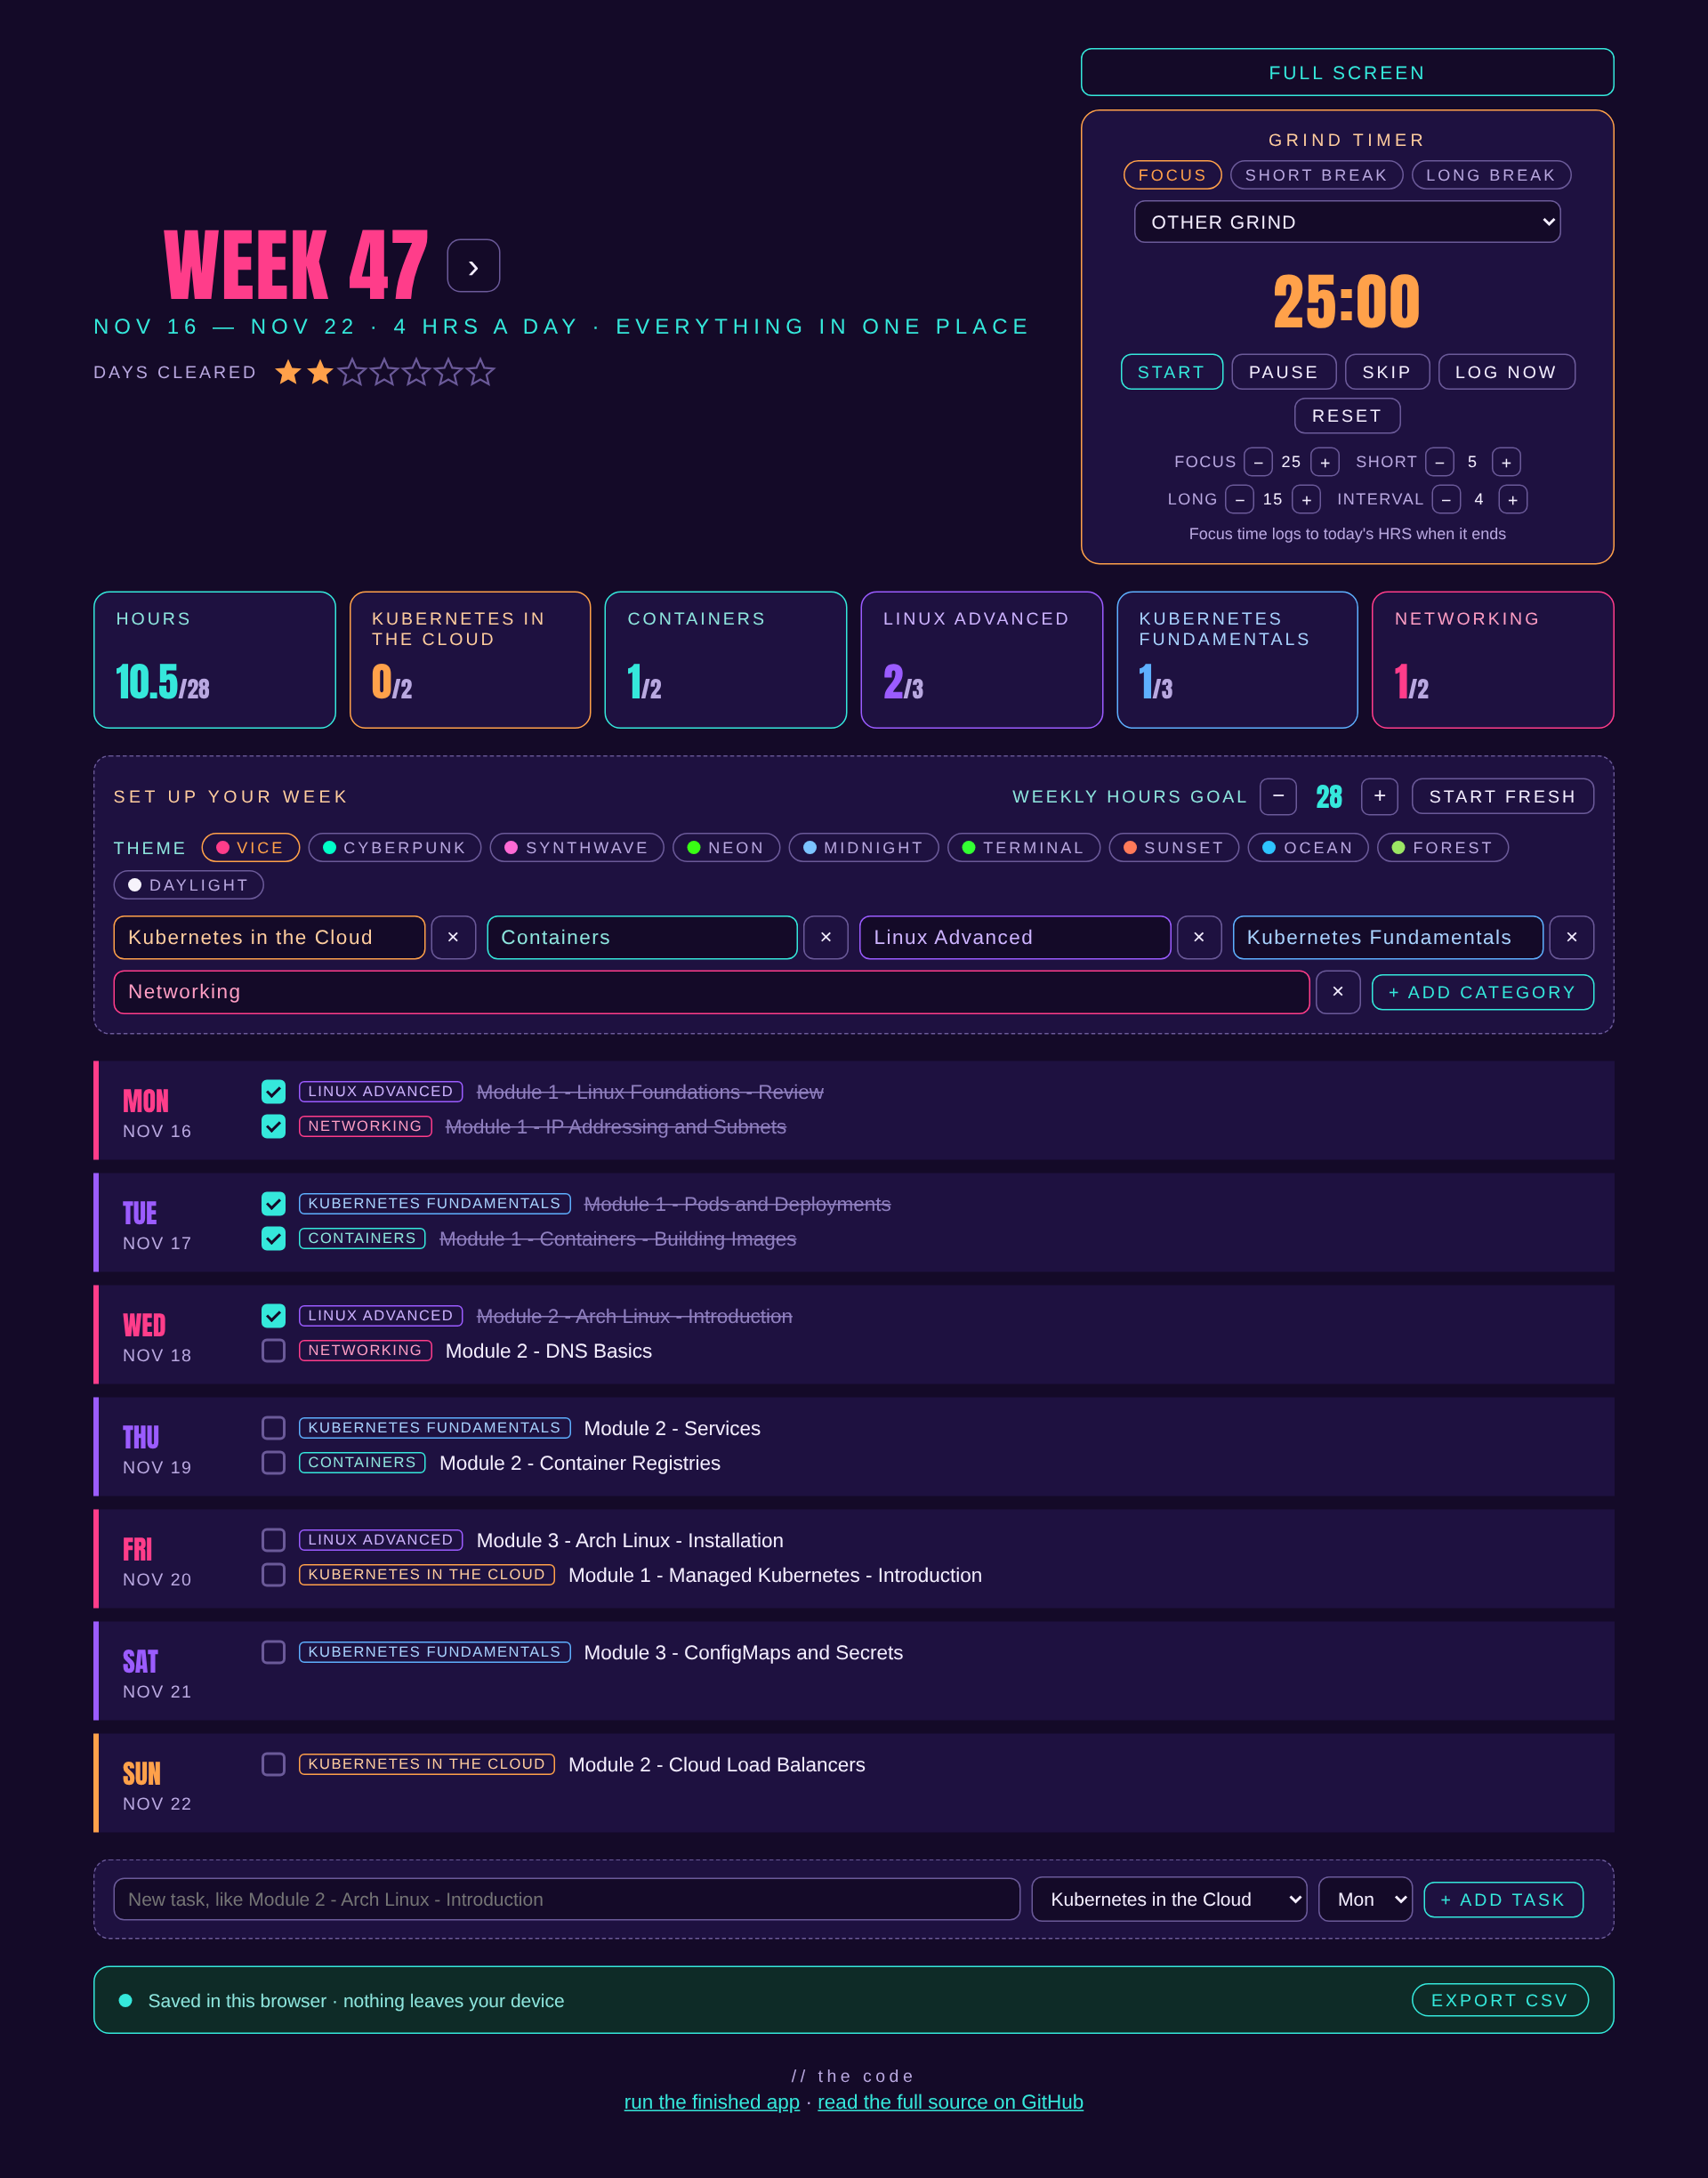 FULL SCREEN
GRIND TIMER
FOCUS SHORT BREAK LONG BREAK
OTHER GRIND
25:00
START PAUSE SKIP LOG NOW
RESET
FOCUS − 25 + SHORT − 5 +
LONG − 15 + INTERVAL − 4 +
Focus time logs to today's HRS when it ends
WEEK 47 ›
NOV 16 — NOV 22 · 4 HRS A DAY · EVERYTHING IN ONE PLACE
DAYS CLEARED
HOURS
10.5/28
KUBERNETES IN
THE CLOUD
0/2
CONTAINERS
1/2
LINUX ADVANCED
2/3
KUBERNETES
FUNDAMENTALS
1/3
NETWORKING
1/2
SET UP YOUR WEEK
WEEKLY HOURS GOAL − 28 + START FRESH
THEME VICE CYBERPUNK SYNTHWAVE NEON MIDNIGHT TERMINAL SUNSET OCEAN FOREST
DAYLIGHT
Kubernetes in the Cloud × Containers × Linux Advanced × Kubernetes Fundamentals ×
Networking × + ADD CATEGORY
MON
NOV 16
LINUX ADVANCED Module 1 - Linux Foundations - Review
NETWORKING Module 1 - IP Addressing and Subnets
TUE
NOV 17
KUBERNETES FUNDAMENTALS Module 1 - Pods and Deployments
CONTAINERS Module 1 - Containers - Building Images
WED
NOV 18
LINUX ADVANCED Module 2 - Arch Linux - Introduction
NETWORKING Module 2 - DNS Basics
THU
NOV 19
KUBERNETES FUNDAMENTALS Module 2 - Services
CONTAINERS Module 2 - Container Registries
FRI
NOV 20
LINUX ADVANCED Module 3 - Arch Linux - Installation
KUBERNETES IN THE CLOUD Module 1 - Managed Kubernetes - Introduction
SAT
NOV 21
KUBERNETES FUNDAMENTALS Module 3 - ConfigMaps and Secrets
SUN
NOV 22
KUBERNETES IN THE CLOUD Module 2 - Cloud Load Balancers
New task, like Module 2 - Arch Linux - Introduction Kubernetes in the Cloud Mon + ADD TASK
Saved in this browser · nothing leaves your device EXPORT CSV
// the code
run the finished app · read the full source on GitHub